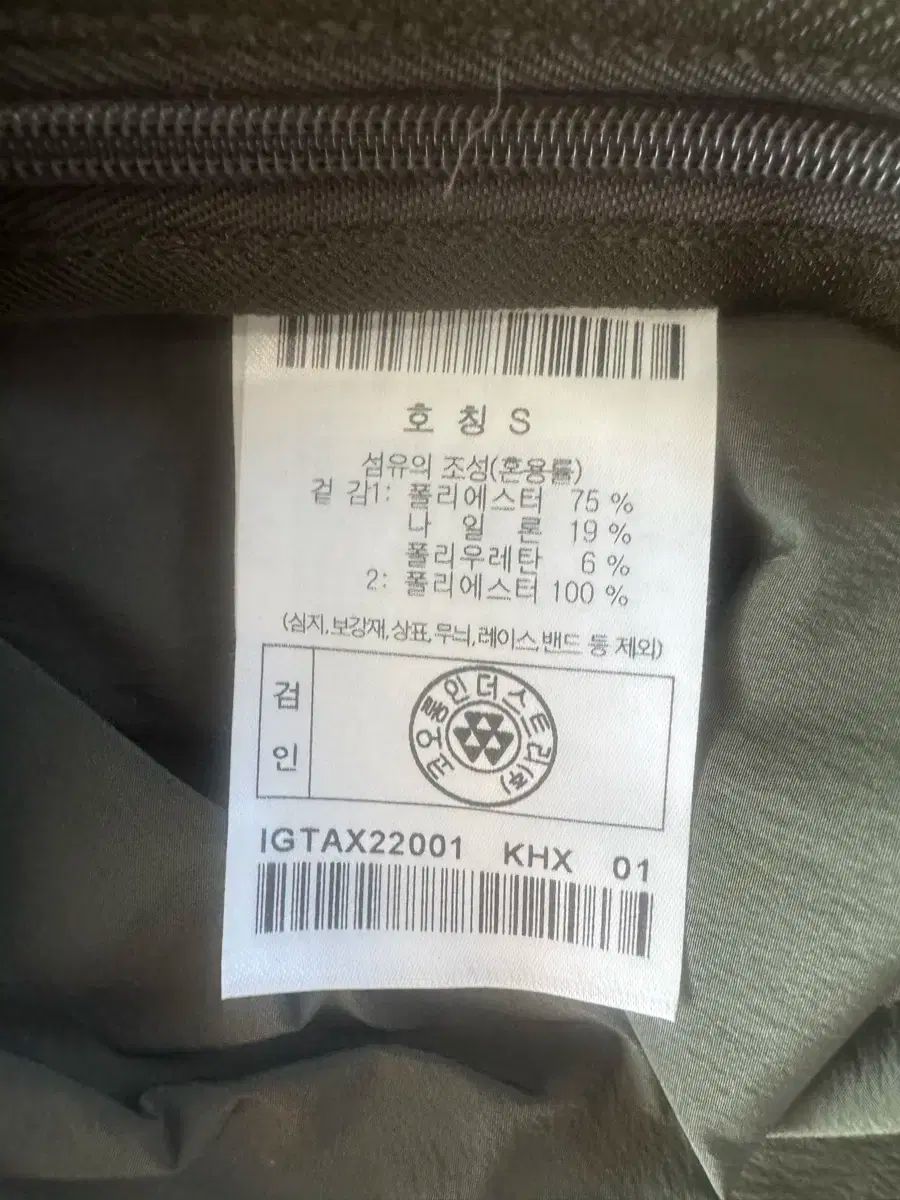 호 칭 S
섬유의 조성(혼용률)
겉 감1: 폴리에스터 75 %
나 일 론 19 %
폴리우레탄 6 %
2: 폴리에스터 100 %
(심지,보강재,상표,무늬,레이스,밴드 등 제외)
검
인
코오롱인더스트리(주)
IGTAX22001 KHX 01